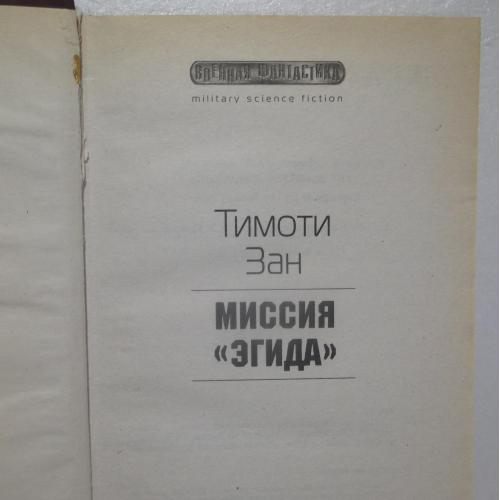 ВОЕННАЯ ФАНТАСТИКА
military science fiction
Тимоти
Зан
МИССИЯ
«ЭГИДА»